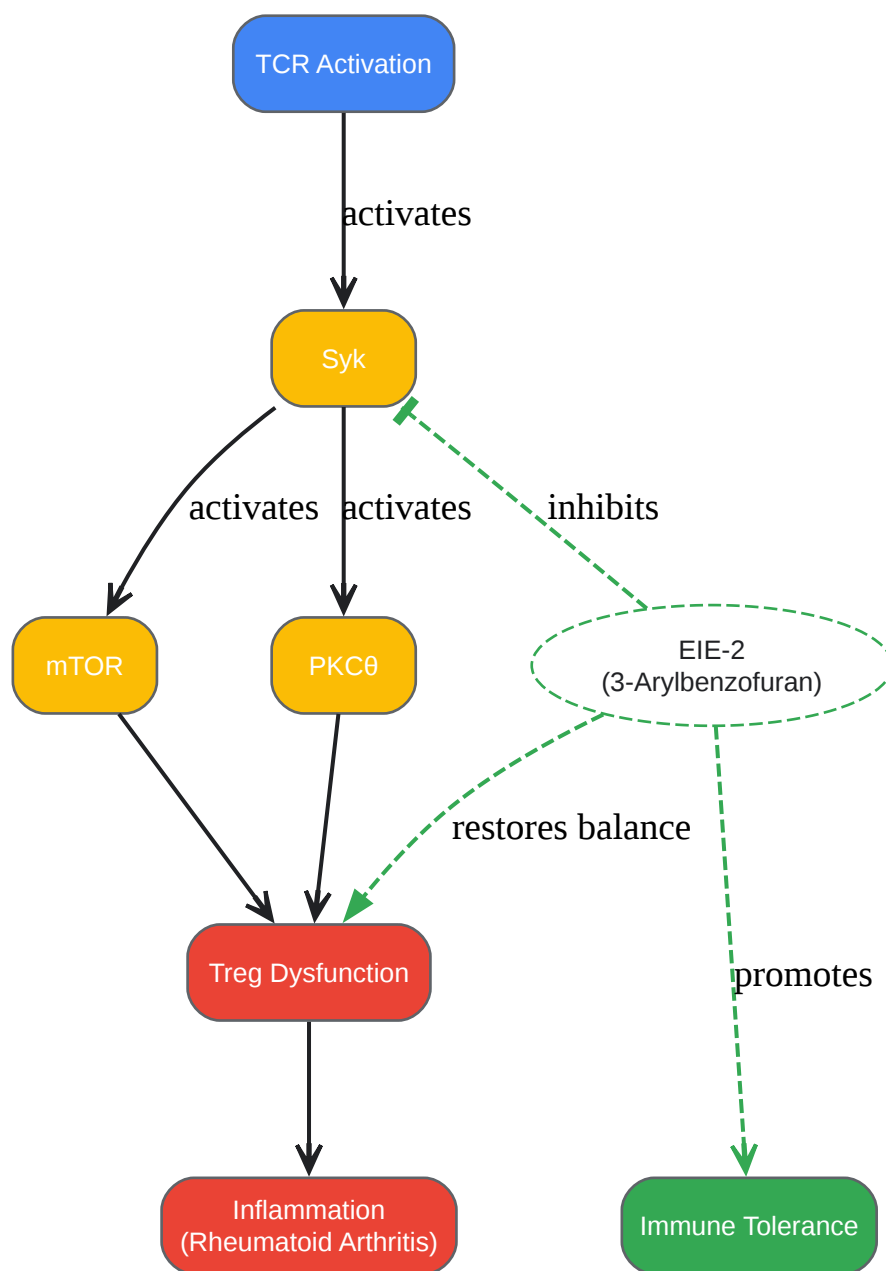 TCR Activation
activates
Syk
activates
activates
inhibits
mTOR
PKCθ
EIE-2
(3-Arylbenzofuran)
restores balance
Treg Dysfunction
promotes
Inflammation
(Rheumatoid Arthritis)
Immune Tolerance